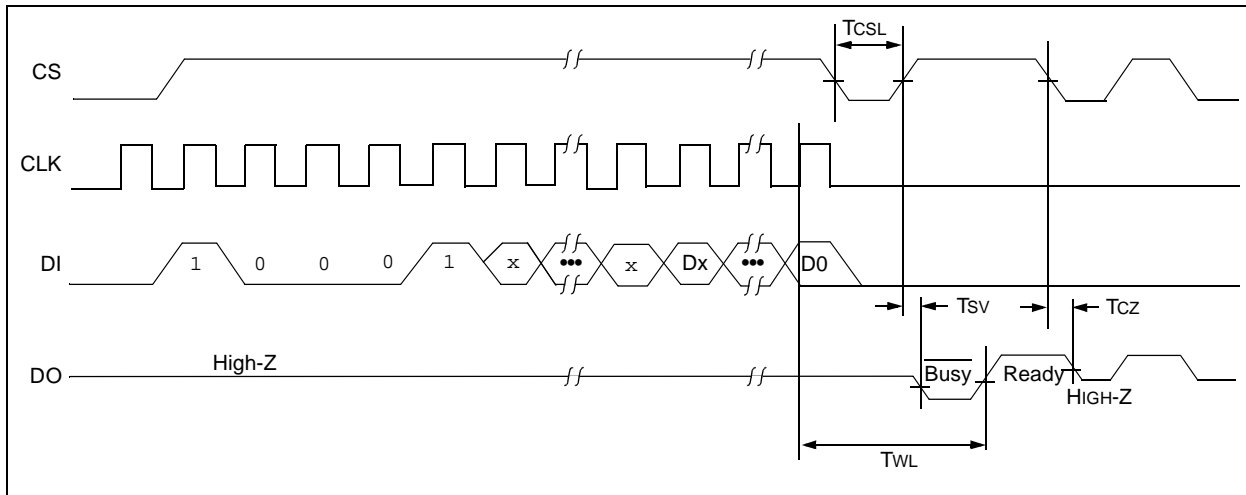 TCSL
CS
CLK
DI 1 0 0 0 1 x ••• x Dx ••• D0
TSV TCZ
High-Z
DO Busy Ready
HIGH-Z
TWL